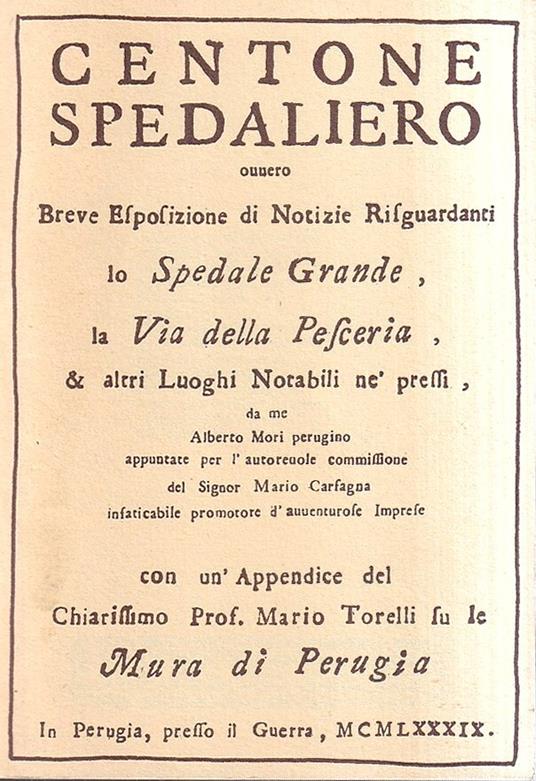 CENTONE
SPEDALIERO
ouuero
Breve Eſpoſizione di Notizie Riſguardanti
lo Spedale Grande ,
la Via della Peſceria ,
& altri Luoghi Notabili ne' preſſi ,
da me
Alberto Mori perugino
appuntate per l' autoreuole commiſſione
del Signor Mario Carfagna
infaticabile promotore d' auuenturoſe Impreſe
con un' Appendice del
Chiariſſimo Prof. Mario Torelli ſu le
Mura di Perugia
In Perugia, preſſo il Guerra , MCMLXXXIX.